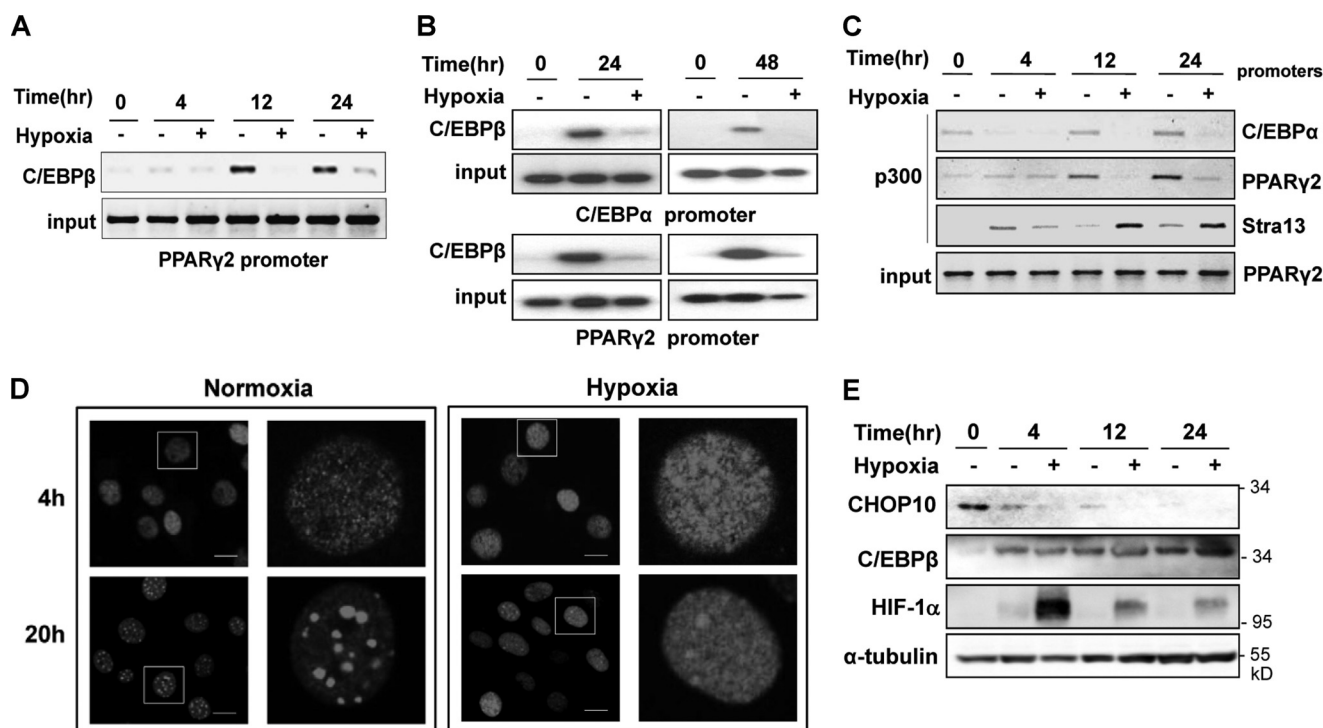 A
Time(hr) 0 4 12 24
Hypoxia - - + - + - +
C/EBPβ
input
PPARγ2 promoter
B
Time(hr) 0 24 0 48
Hypoxia - - + - - +
C/EBPβ
input
C/EBPα promoter
C/EBPβ
input
PPARγ2 promoter
C
Time(hr) 0 4 12 24 promoters
Hypoxia - - + - + - +
p300
C/EBPα
PPARγ2
Stra13
input PPARγ2
D
Normoxia Hypoxia
4h
20h
E
Time(hr) 0 4 12 24
Hypoxia - - + - + - +
CHOP10 - 34
C/EBPβ - 34
HIF-1α - 95
α-tubulin - 55
kD